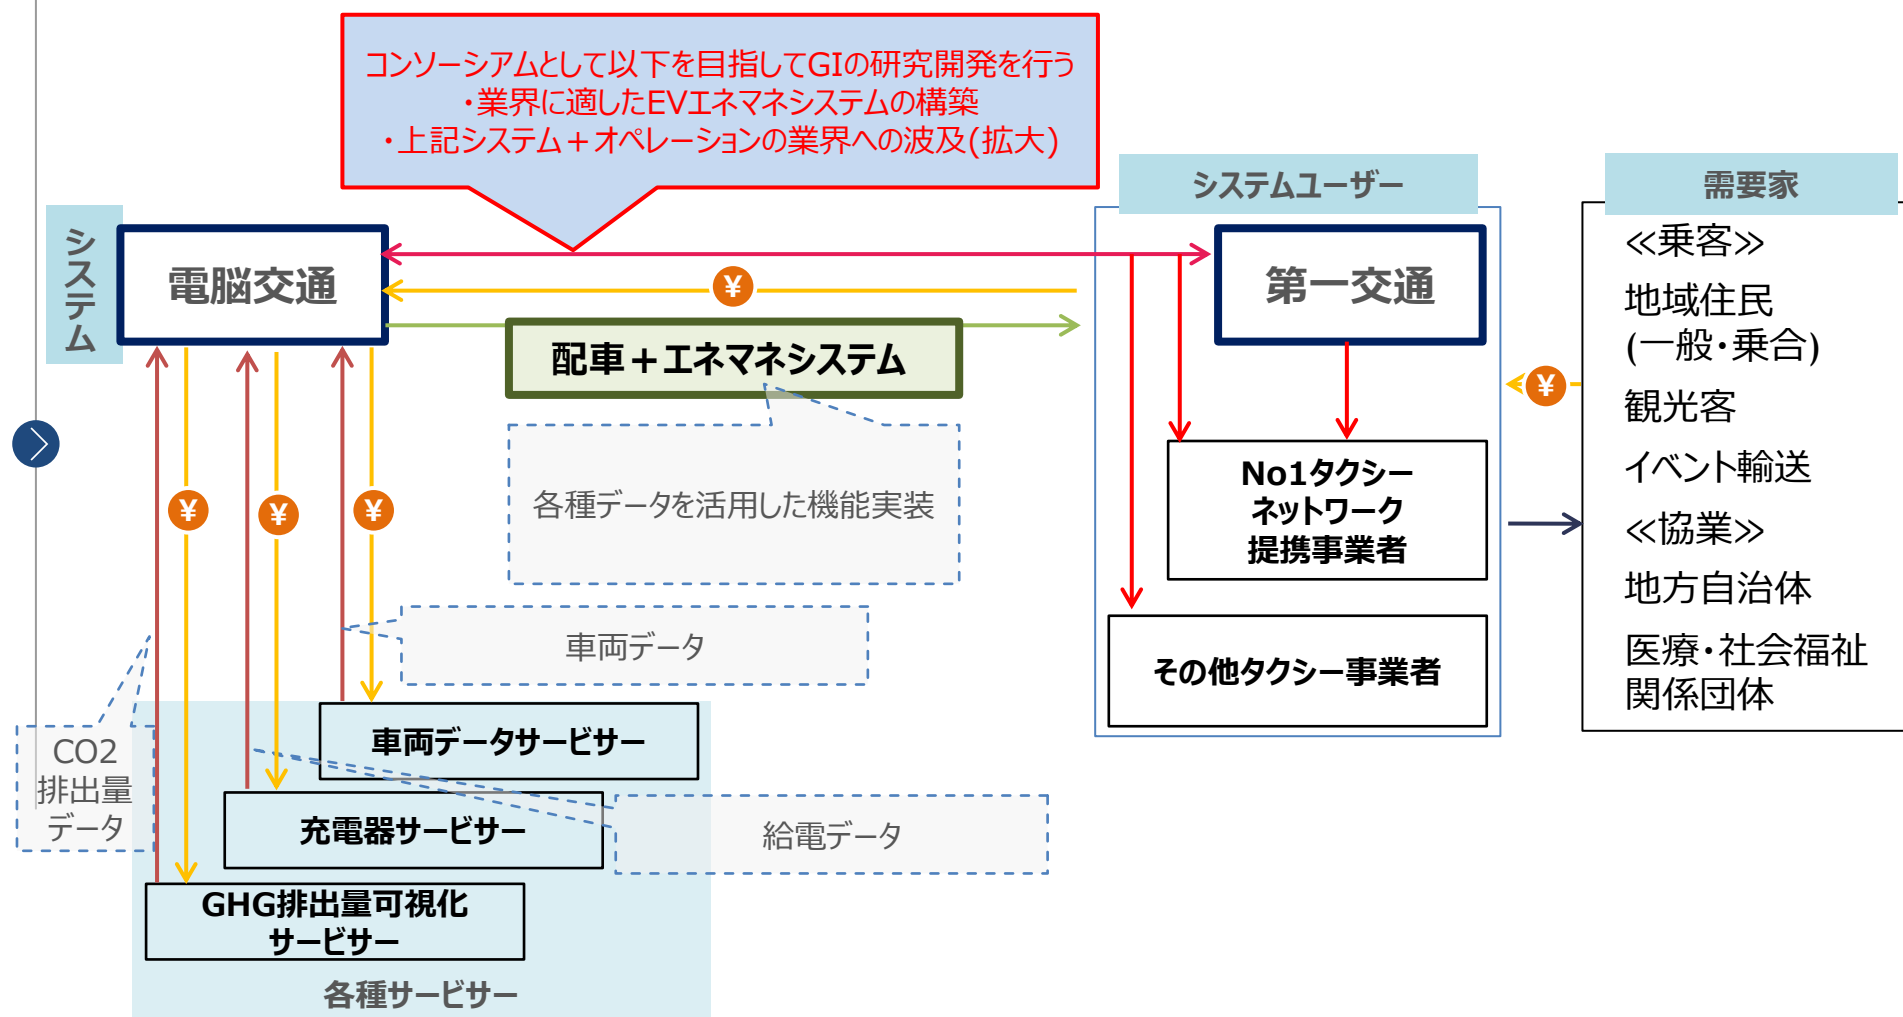 コンソーシアムとして以下を目指してGIの研究開発を行う
・業界に適したEVエネマネシステムの構築
・上記システム＋オペレーションの業界への波及(拡大)
システム
電脳交通
¥
配車＋エネマネシステム
各種データを活用した機能実装
システムユーザー
第一交通
No1タクシー
ネットワーク
提携事業者
その他タクシー事業者
¥
需要家
≪乗客≫
地域住民
(一般・乗合)
観光客
イベント輸送
≪協業≫
地方自治体
医療・社会福祉
関係団体
¥
¥
¥
車両データ
CO2
排出量
データ
給電データ
車両データサービサー
充電器サービサー
GHG排出量可視化
サービサー
各種サービサー